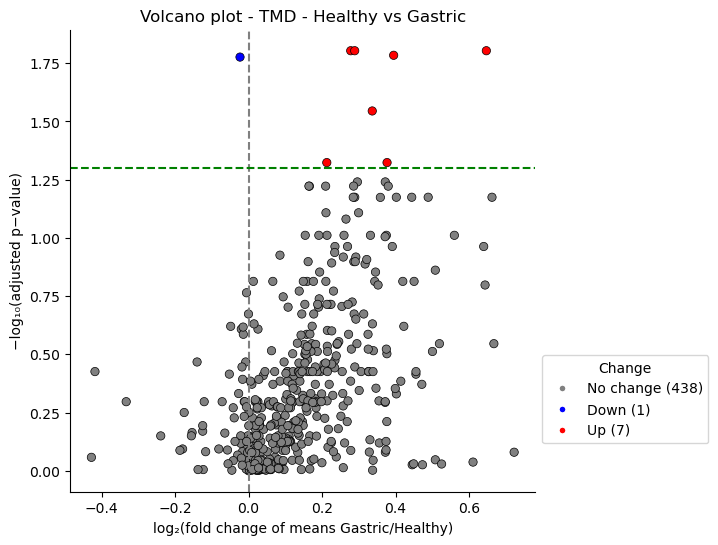 Volcano plot - TMD - Healthy vs Gastric
−log₁₀(adjusted p−value)
1.75
1.50
1.25
1.00
0.75
0.50
0.25
0.00
−0.4
−0.2
0.0
0.2
0.4
0.6
log₂(fold change of means Gastric/Healthy)
Change
No change (438)
Down (1)
Up (7)